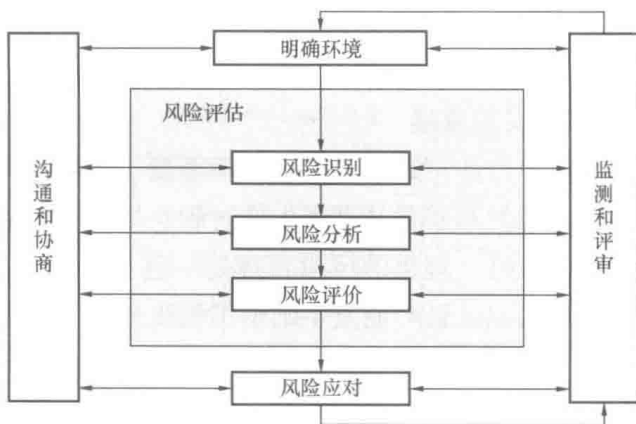 明确环境
风险评估
风险识别
风险分析
风险评价
风险应对
沟通和协商
监测和评审